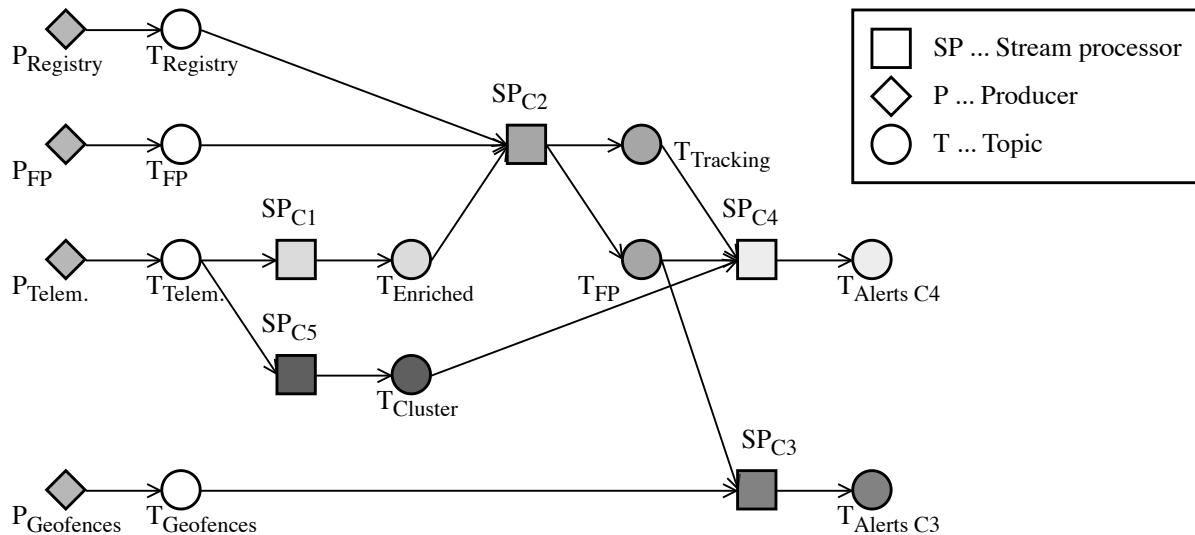 P_Registry
T_Registry
SP ... Stream processor
P ... Producer
T ... Topic
SP_C2
P_FP
T_FP
T_Tracking
SP_C1
SP_C4
P_Telem.
T_Telem.
T_Enriched
T_FP
T_Alerts C4
SP_C5
T_Cluster
SP_C3
P_Geofences
T_Geofences
T_Alerts C3